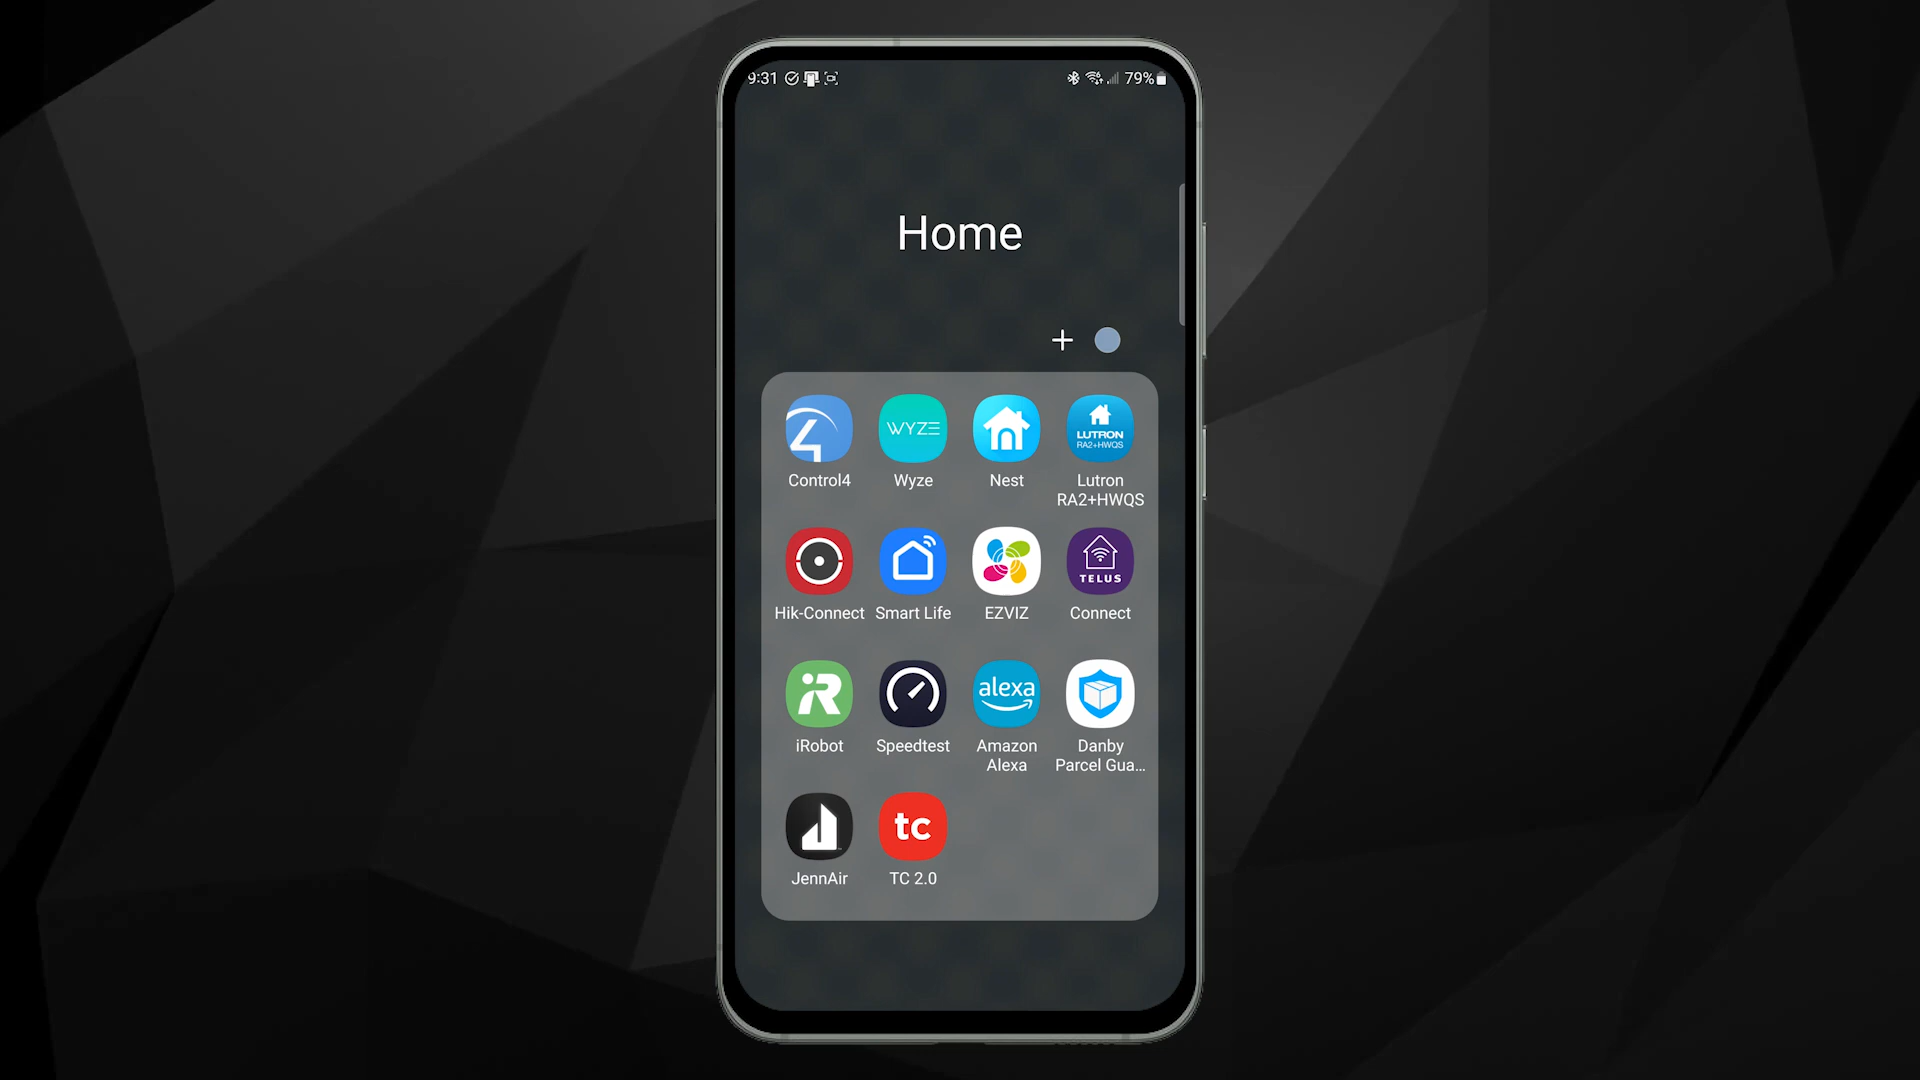 9:31
79%
Home
WYZE
LUTRON
RA2+HWQS
Control4
Wyze
Nest
Lutron
RA2+HWQS
TELUS
Hik-Connect
Smart Life
EZVIZ
Connect
iR
alexa
iRobot
Speedtest
Amazon
Alexa
Danby
Parcel Gua...
tc
JennAir
TC 2.0